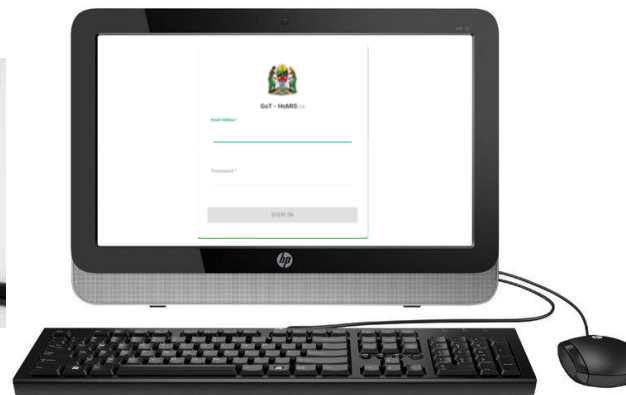 GoT - HoMIS
Email Address *
Password *
SIGN IN
hp